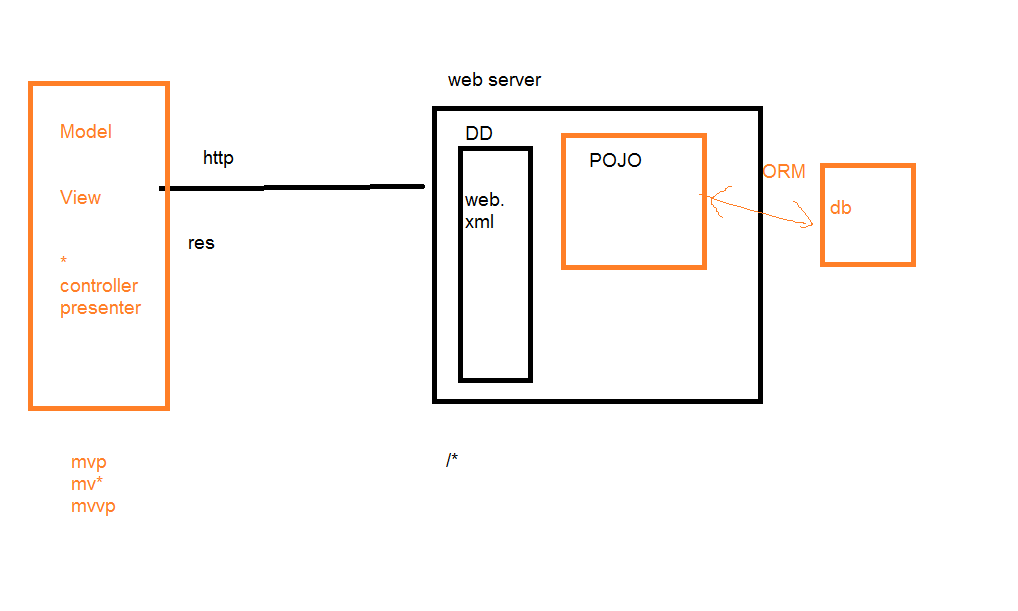 web server
Model
View
*
controller
presenter
http
res
DD
web.
xml
POJO
ORM
db
mvp
mv*
mvvp
/*